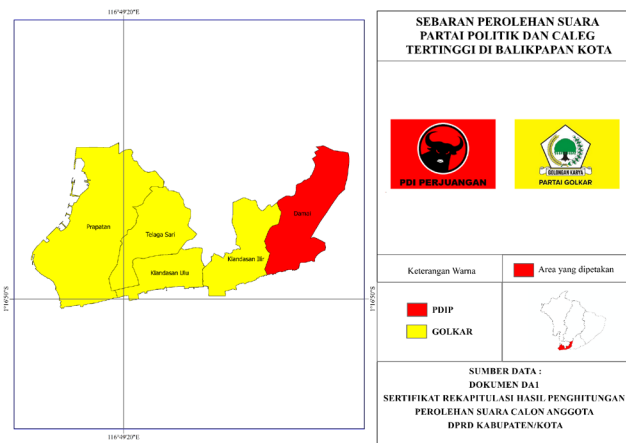 116°49'20"E
SEBARAN PEROLEHAN SUARA
PARTAI POLITIK DAN CALEG
TERTINGGI DI BALIKPAPAN KOTA
PDI PERJUANGAN
GOLONGAN KARYA
PARTAI GOLKAR
Prapatan
Telaga Sari
Klandasan Ulu
Klandasan Ilir
Damai
1°16'50"S
1°16'50"S
Keterangan Warna
Area yang dipetakan
PDIP
GOLKAR
SUMBER DATA :
DOKUMEN DA1
SERTIFIKAT REKAPITULASI HASIL PENGHITUNGAN
PEROLEHAN SUARA CALON ANGGOTA
DPRD KABUPATEN/KOTA
116°49'20"E